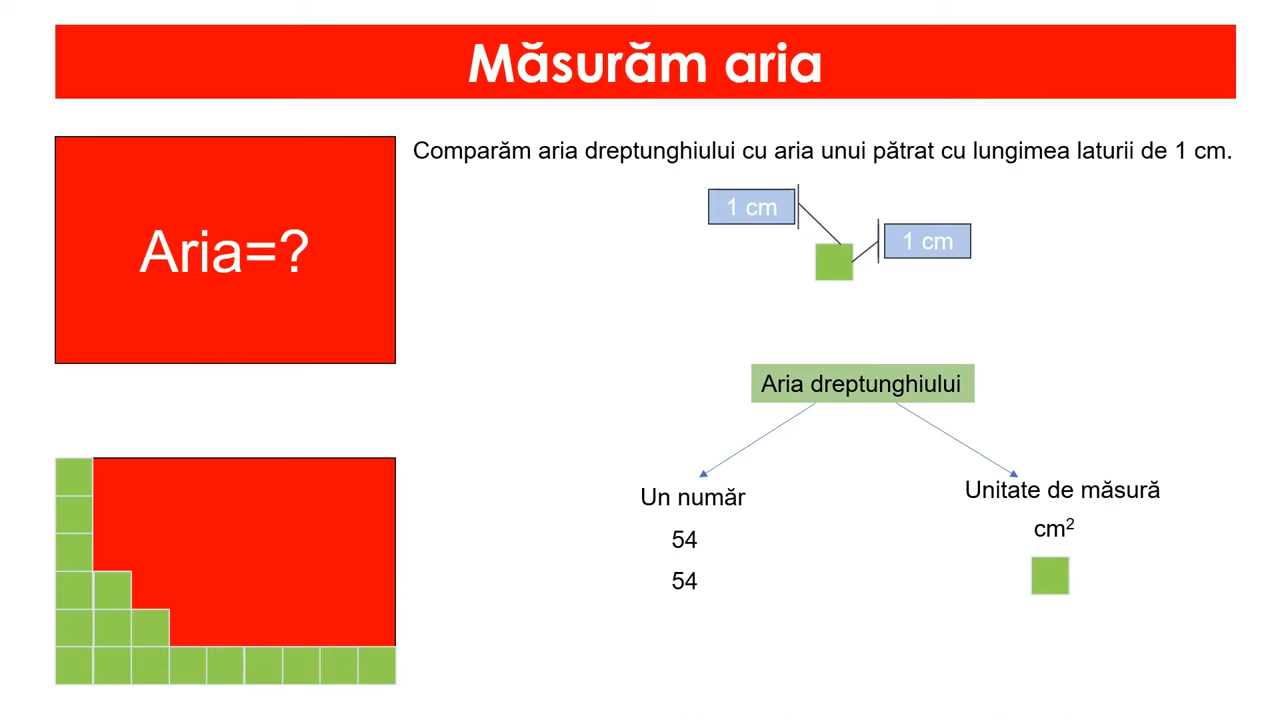 Măsurăm aria
Comparăm aria dreptunghiului cu aria unui pătrat cu lungimea laturii de 1 cm.
Aria=?
1 cm
1 cm
Aria dreptunghiului
Un număr
54
54
Unitate de măsură
cm²